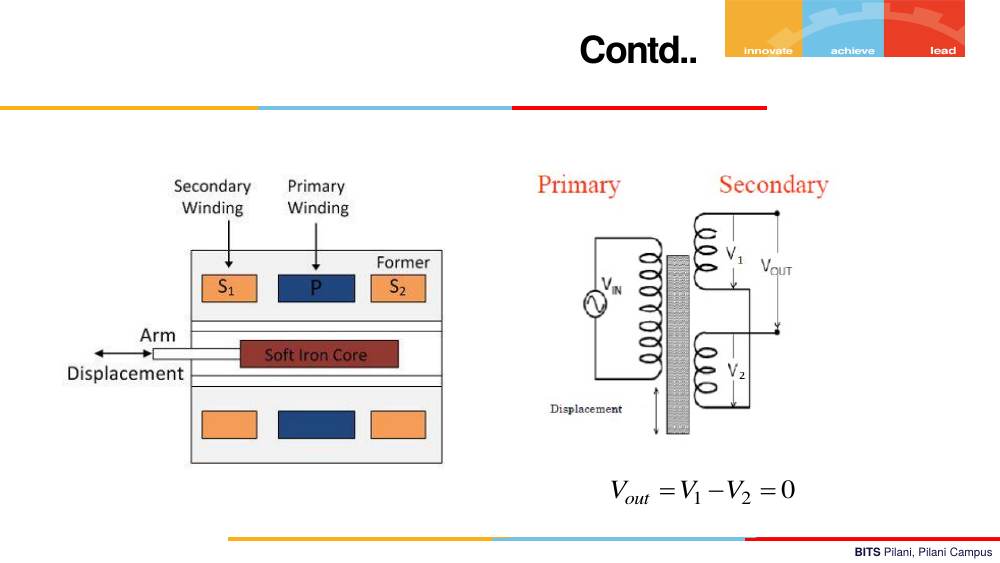 Contd..
innovate achieve lead
Secondary
Winding
Primary
Winding
Former
S1 P S2
Arm
Soft Iron Core
Displacement
Primary Secondary
VIN
V1
VOUT
V2
Displacement
Vout = V1 − V2 = 0
BITS Pilani, Pilani Campus